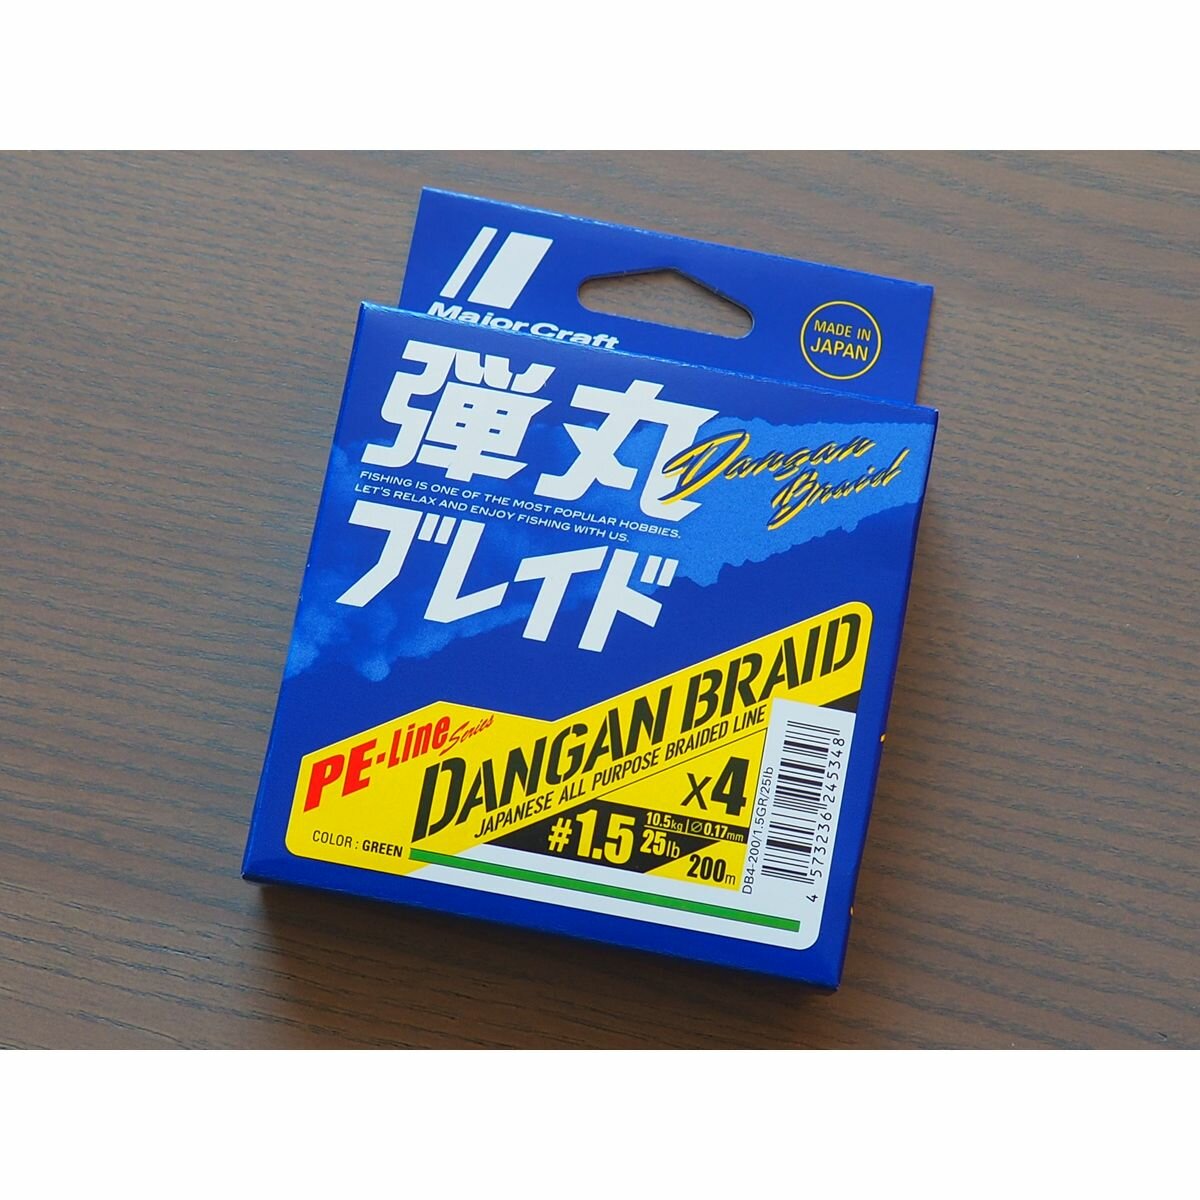 Major Craft
MADE IN
JAPAN
弾丸
Dangan
Braid
FISHING IS ONE OF THE MOST POPULAR HOBBIES.
LET'S RELAX AND ENJOY FISHING WITH US.
ブレイド
PE-Line Series
DANGAN BRAID
JAPANESE ALL PURPOSE BRAIDED LINE
X4
#1.5
10.5kg | ∅0.17mm
25lb
200m
COLOR : GREEN
DB4-200/1.5GR/25lb
4 573236 245348